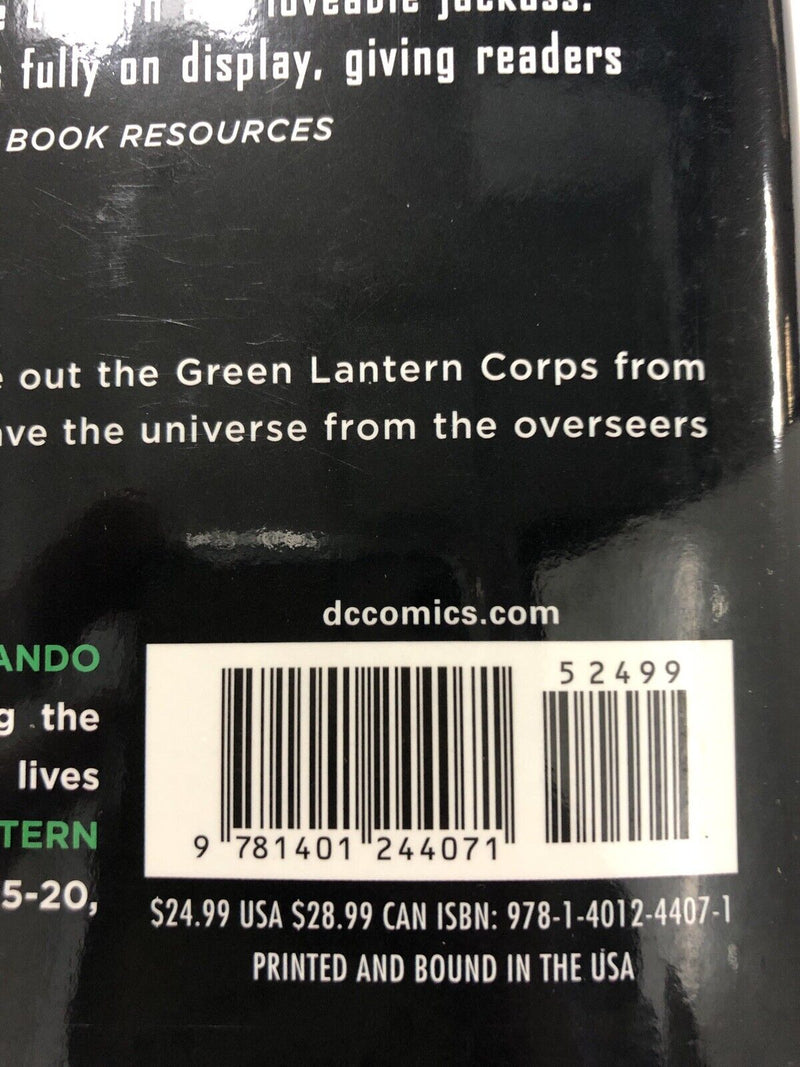 loveable jackass.
fully on display, giving readers
BOOK RESOURCES
out the Green Lantern Corps from
the universe from the overseers
dccomics.com
52499
ANDO
the
lives
TERN
5-20,
9 781401 244071
$24.99 USA $28.99 CAN ISBN: 978-1-4012-4407-1
PRINTED AND BOUND IN THE USA